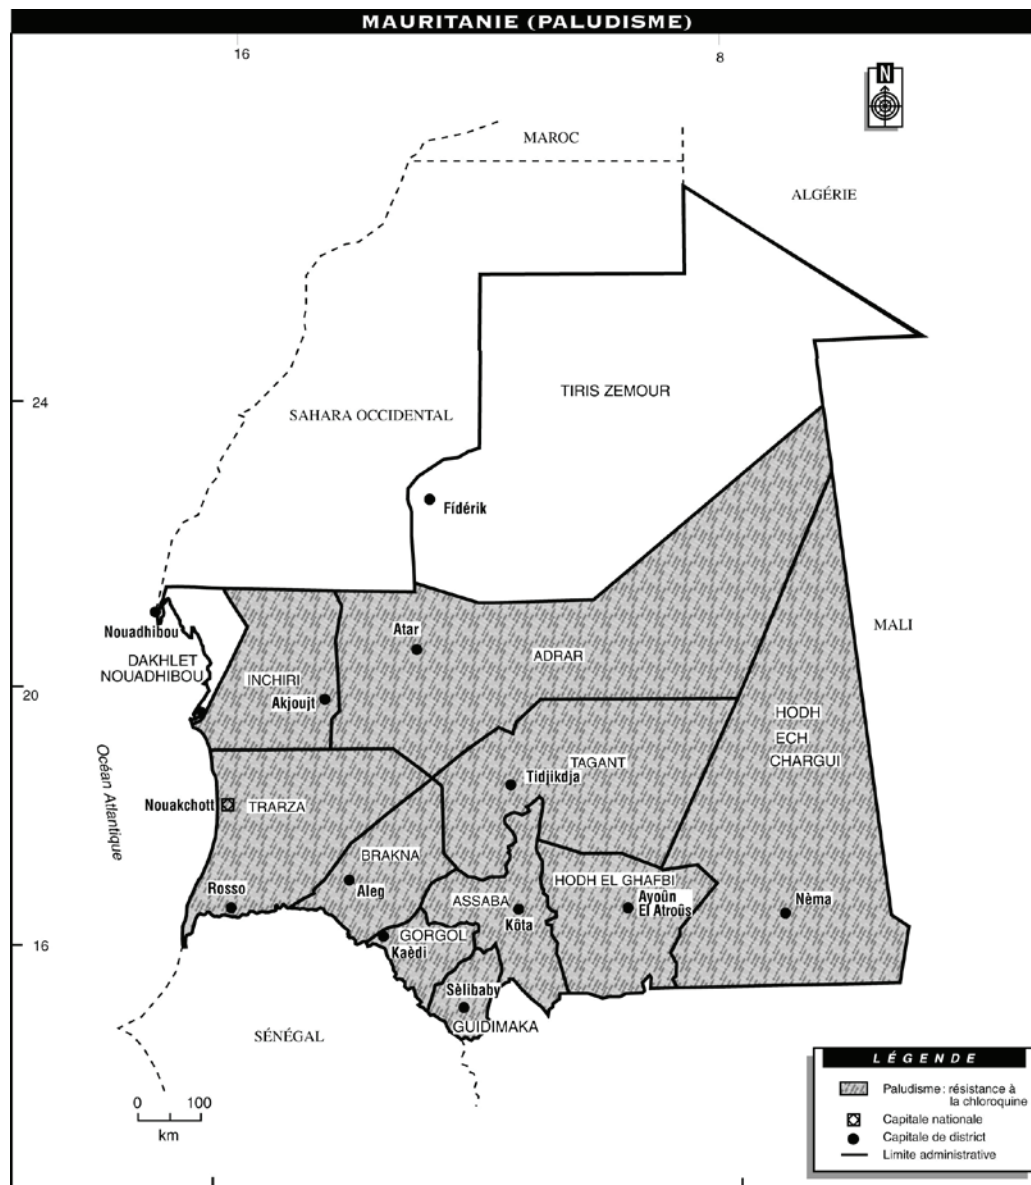 MAURITANIE (PALUDISME)
16
8
N
MAROC
ALGÉRIE
24
TIRIS ZEMOUR
SAHARA OCCIDENTAL
Fídérik
Nouadhibou
Atar
MALI
DAKHLET
NOUADHIBOU
ADRAR
INCHIRI
20
Akjoujt
HODH
ECH
CHARGUI
Océan Atlantique
TAGANT
Tidjikdja
Nouakchott
TRARZA
BRAKNA
HODH EL GHAFBI
Rosso
Aleg
ASSABA
Ayoûn
El Atroûs
Nèma
Kôta
16
GORGOL
Kaèdi
Sèlibaby
GUIDIMAKA
SÉNÉGAL
0 100
km
LÉGENDE
Paludisme : résistance à
la chloroquine
Capitale nationale
Capitale de district
Limite administrative